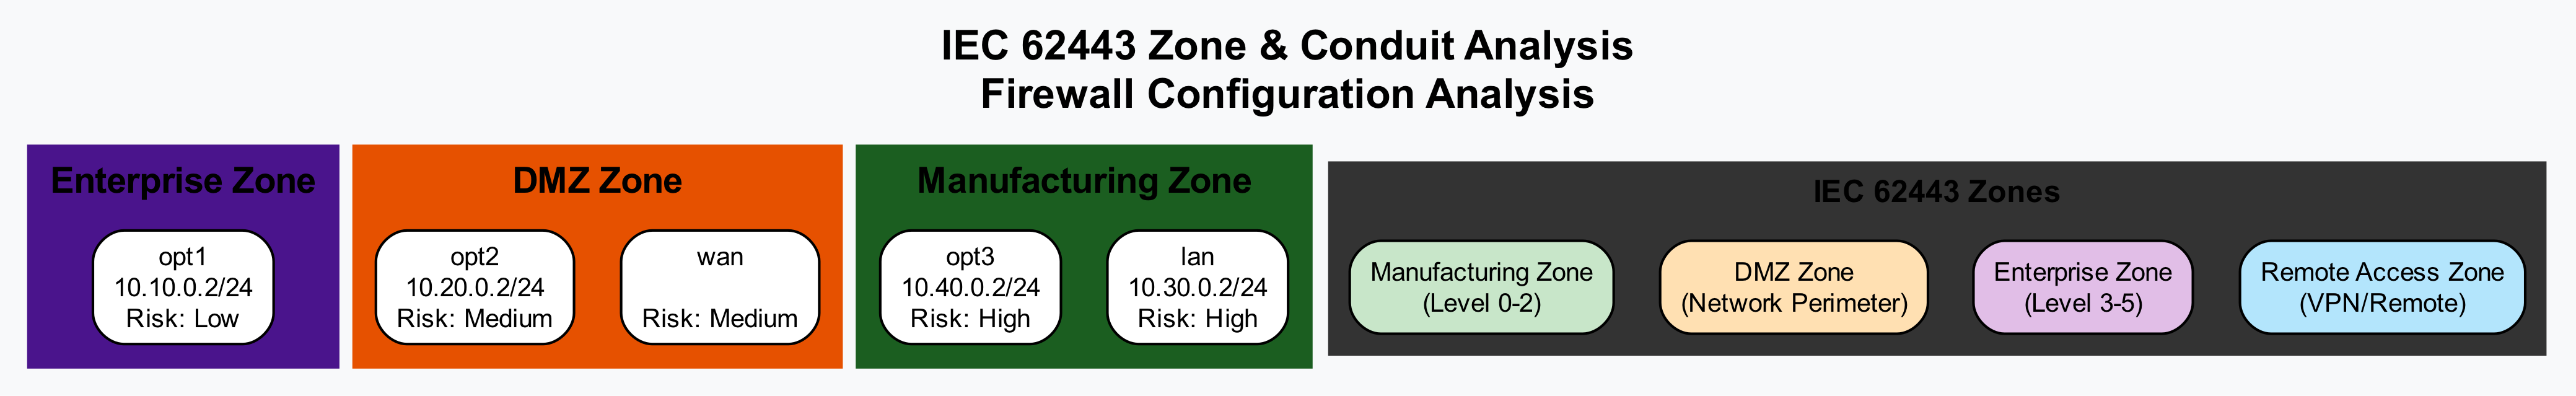 IEC 62443 Zone & Conduit Analysis
Firewall Configuration Analysis
Enterprise Zone
opt1
10.10.0.2/24
Risk: Low
DMZ Zone
opt2
10.20.0.2/24
Risk: Medium
wan
Risk: Medium
Manufacturing Zone
opt3
10.40.0.2/24
Risk: High
lan
10.30.0.2/24
Risk: High
IEC 62443 Zones
Manufacturing Zone
(Level 0-2)
DMZ Zone
(Network Perimeter)
Enterprise Zone
(Level 3-5)
Remote Access Zone
(VPN/Remote)